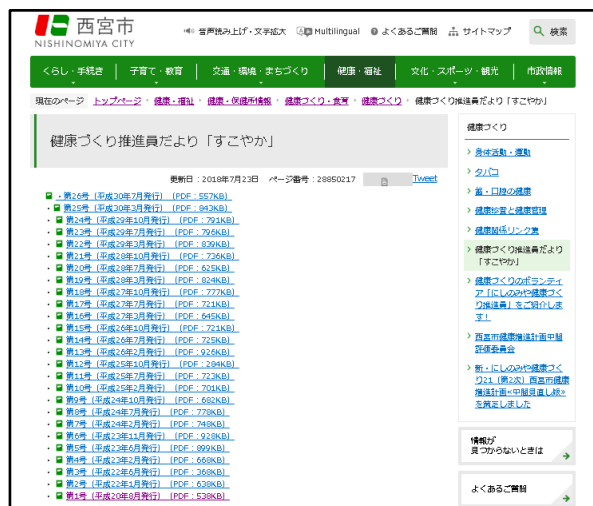 西宮市
NISHINOMIYA CITY
音声読み上げ・文字拡大 Multilingual よくあるご質問 サイトマップ 検索
くらし・手続き 子育て・教育 交通・環境・まちづくり 健康・福祉 文化・スポーツ・観光 市政情報
現在のページ トップページ 健康・福祉 健康・保健所情報 健康づくり・食育 健康づくり 健康づくり推進員だより「すこやか」
健康づくり推進員だより「すこやか」
更新日：2018年7月23日 ページ番号：28850217 Tweet
・第26号（平成30年7月発行）（PDF：557KB）
第25号（平成30年3月発行）（PDF：843KB）
第24号（平成29年10月発行）（PDF：791KB）
第23号（平成29年7月発行）（PDF：796KB）
第22号（平成29年3月発行）（PDF：839KB）
第21号（平成28年10月発行）（PDF：736KB）
第20号（平成28年7月発行）（PDF：625KB）
第19号（平成28年3月発行）（PDF：824KB）
第18号（平成27年10月発行）（PDF：777KB）
第17号（平成27年7月発行）（PDF：721KB）
第16号（平成27年3月発行）（PDF：645KB）
第15号（平成26年10月発行）（PDF：721KB）
第14号（平成26年7月発行）（PDF：725KB）
第13号（平成26年2月発行）（PDF：926KB）
第12号（平成25年10月発行）（PDF：284KB）
第11号（平成25年7月発行）（PDF：723KB）
第10号（平成25年2月発行）（PDF：701KB）
第9号（平成24年10月発行）（PDF：682KB）
第8号（平成24年7月発行）（PDF：778KB）
第7号（平成24年2月発行）（PDF：748KB）
第6号（平成23年11月発行）（PDF：928KB）
第5号（平成23年6月発行）（PDF：899KB）
第4号（平成23年2月発行）（PDF：668KB）
第3号（平成22年6月発行）（PDF：368KB）
第2号（平成22年1月発行）（PDF：638KB）
第1号（平成20年8月発行）（PDF：538KB）
健康づくり
身体活動・運動
タバコ
歯・口腔の健康
健康診査と健康管理
健康関係リンク集
健康づくり推進員だより
「すこやか」
健康づくりのボランティ
ア「にしのみや健康づく
り推進員」をご紹介しま
す！
西宮市健康増進計画中間
評価委員会
新・にしのみや健康づく
り21（第2次）西宮市健康
増進計画≪中間見直し版≫
を策定しました
情報が
見つからないときは
よくあるご質問